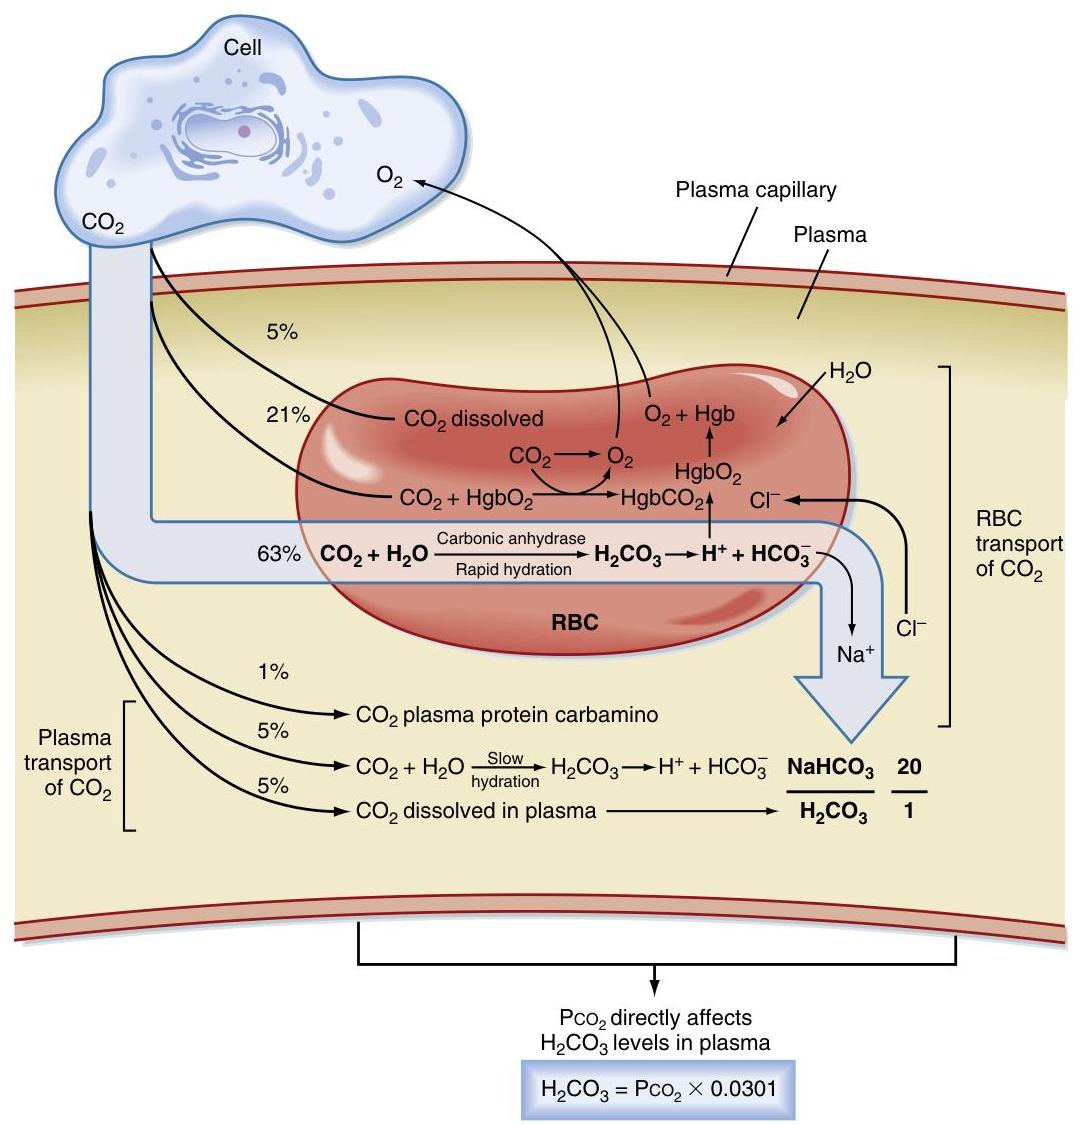 Cell
O₂
CO₂
Plasma capillary
Plasma
5%
H₂O
21%
CO₂ dissolved
O₂ + Hgb
CO₂ → O₂
HgbO₂
CO₂ + HgbO₂ → HgbCO₂
Cl⁻
RBC
transport
of CO₂
63%
Carbonic anhydrase
CO₂ + H₂O → H₂CO₃ → H⁺ + HCO₃⁻
Rapid hydration
RBC
Cl⁻
Na⁺
1%
CO₂ plasma protein carbamino
Plasma
transport
of CO₂
5%
Slow
CO₂ + H₂O → H₂CO₃ → H⁺ + HCO₃⁻
hydration
NaHCO₃ 20
5%
CO₂ dissolved in plasma →
H₂CO₃ 1
PCO₂ directly affects
H₂CO₃ levels in plasma
H₂CO₃ = PCO₂ × 0.0301